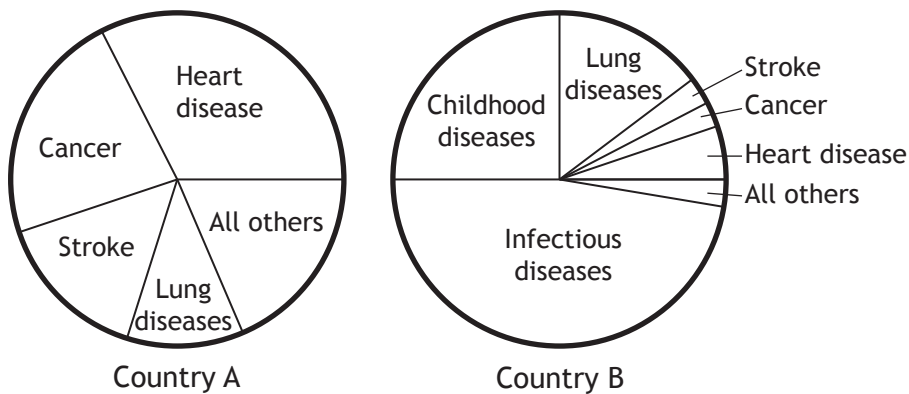 Heart
disease
Cancer
All others
Stroke
Lung
diseases
Country A
Lung
diseases
Stroke
Cancer
Childhood
diseases
Heart disease
All others
Infectious
diseases
Country B